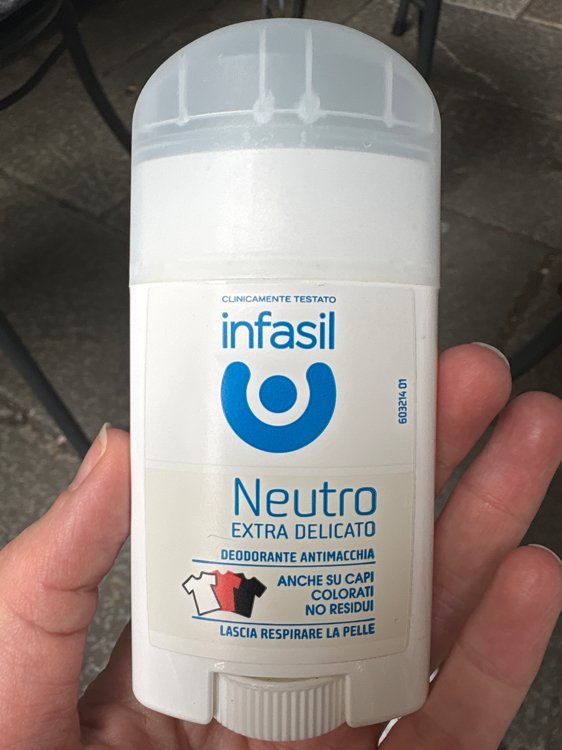 CLINICAMENTE TESTATO
infasil
603214 01
Neutro
EXTRA DELICATO
DEODORANTE ANTIMACCHIA
ANCHE SU CAPI
COLORATI
NO RESIDUI
LASCIA RESPIRARE LA PELLE